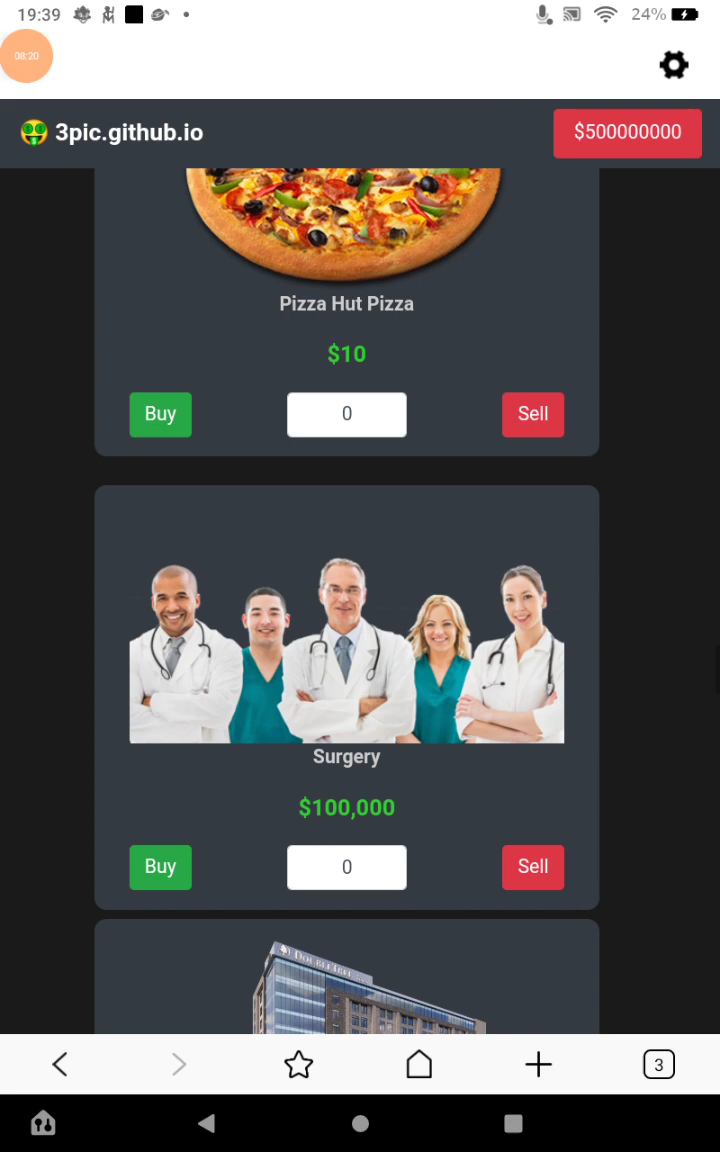 19:39
24%
08:20
3pic.github.io
$500000000
Pizza Hut Pizza
$10
Buy
0
Sell
Surgery
$100,000
Buy
0
Sell
DOUBLETREE
3